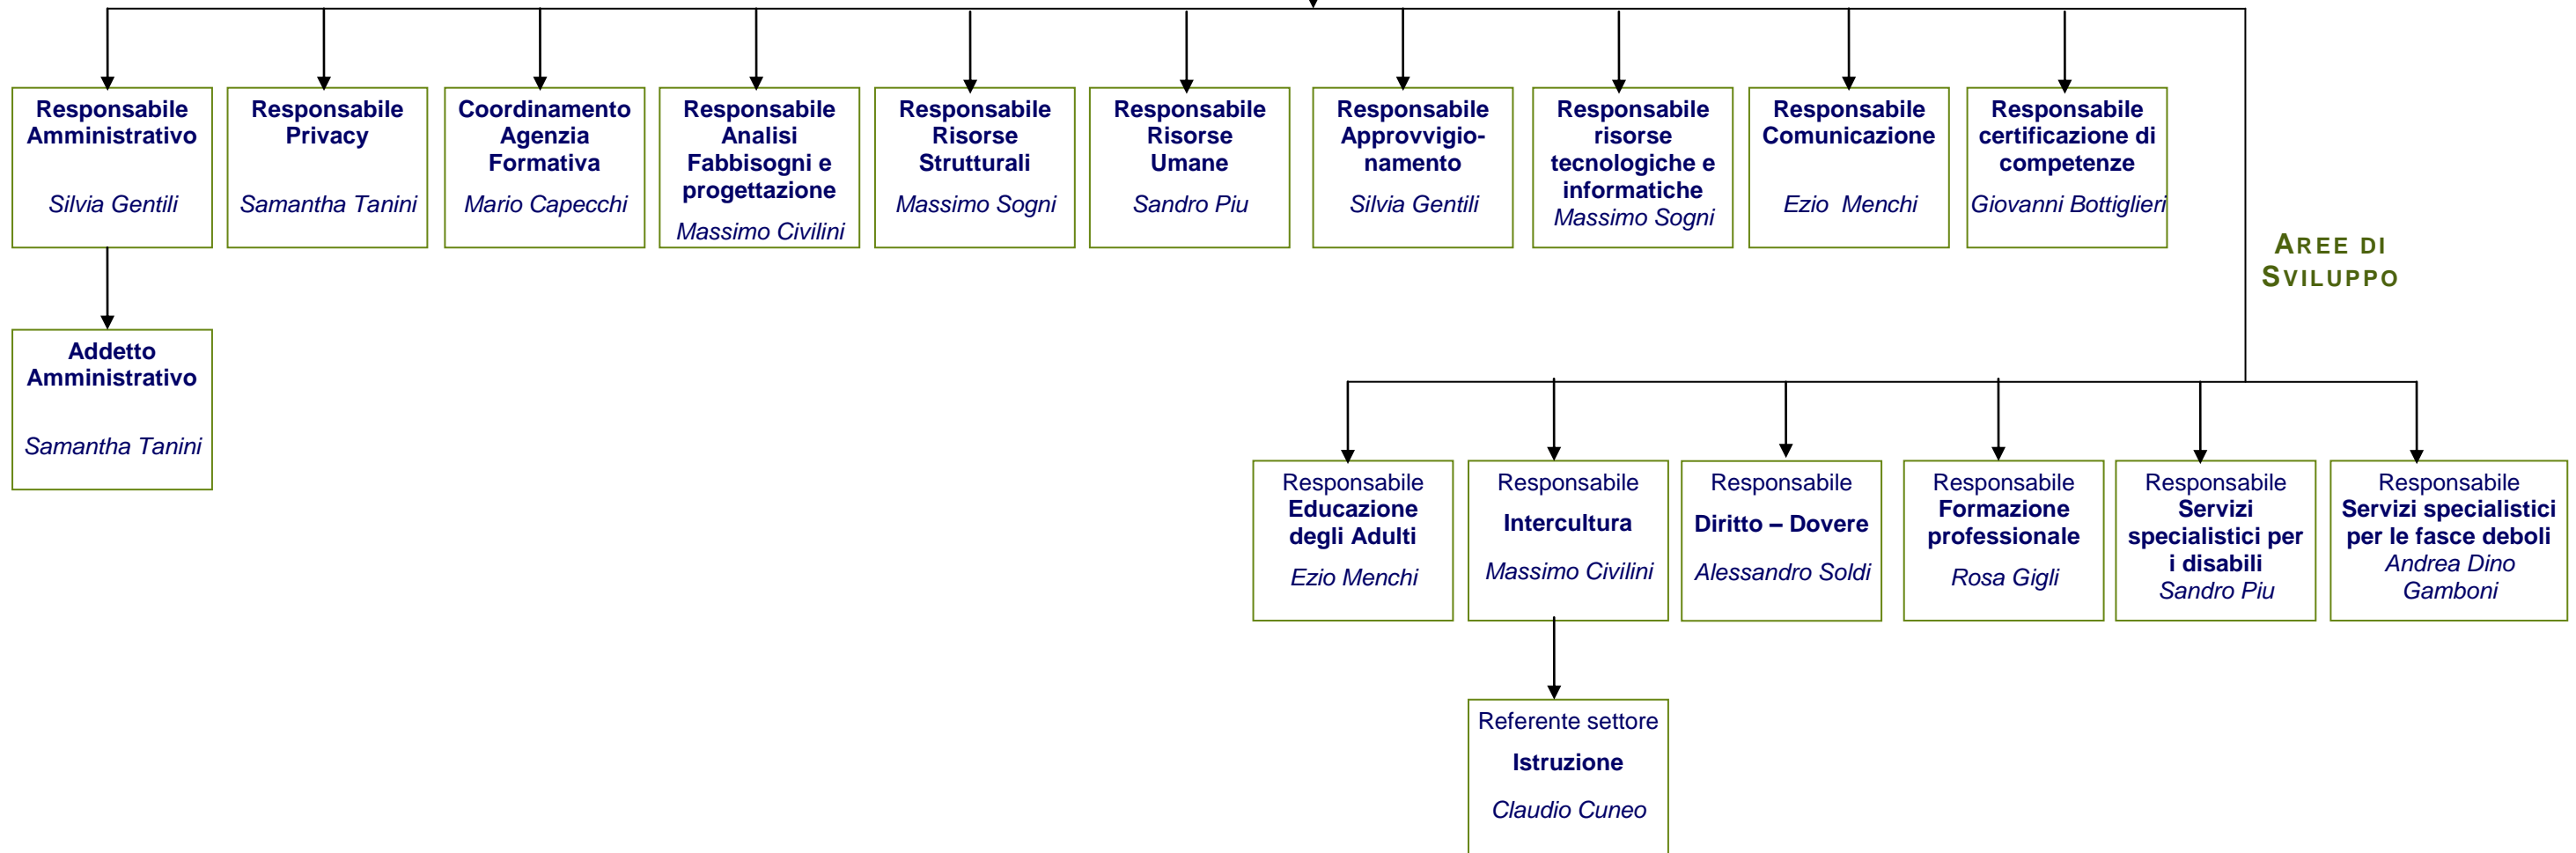 Responsabile
Amministrativo
Silvia Gentili
Responsabile
Privacy
Samantha Tanini
Coordinamento
Agenzia
Formativa
Mario Capecchi
Responsabile
Analisi
Fabbisogni e
progettazione
Massimo Civilini
Responsabile
Risorse
Strutturali
Massimo Sogni
Responsabile
Risorse
Umane
Sandro Piu
Responsabile
Approvvigio-
namento
Silvia Gentili
Responsabile
risorse
tecnologiche e
informatiche
Massimo Sogni
Responsabile
Comunicazione
Ezio Menchi
Responsabile
certificazione di
competenze
Giovanni Bottiglieri
AREE DI
SVILUPPO
Addetto
Amministrativo
Samantha Tanini
Responsabile
Educazione
degli Adulti
Ezio Menchi
Responsabile
Intercultura
Massimo Civilini
Responsabile
Diritto – Dovere
Alessandro Soldi
Responsabile
Formazione
professionale
Rosa Gigli
Responsabile
Servizi
specialistici per
i disabili
Sandro Piu
Responsabile
Servizi specialistici
per le fasce deboli
Andrea Dino
Gamboni
Referente settore
Istruzione
Claudio Cuneo